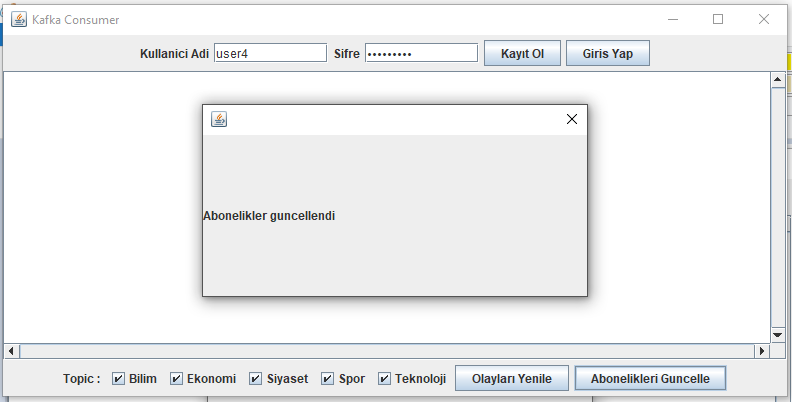 Kafka Consumer
Kullanici Adi user4 Sifre ••••••••• Kayıt Ol Giris Yap
Abonelikler guncellendi
Topic : Bilim Ekonomi Siyaset Spor Teknoloji Olayları Yenile Abonelikleri Guncelle